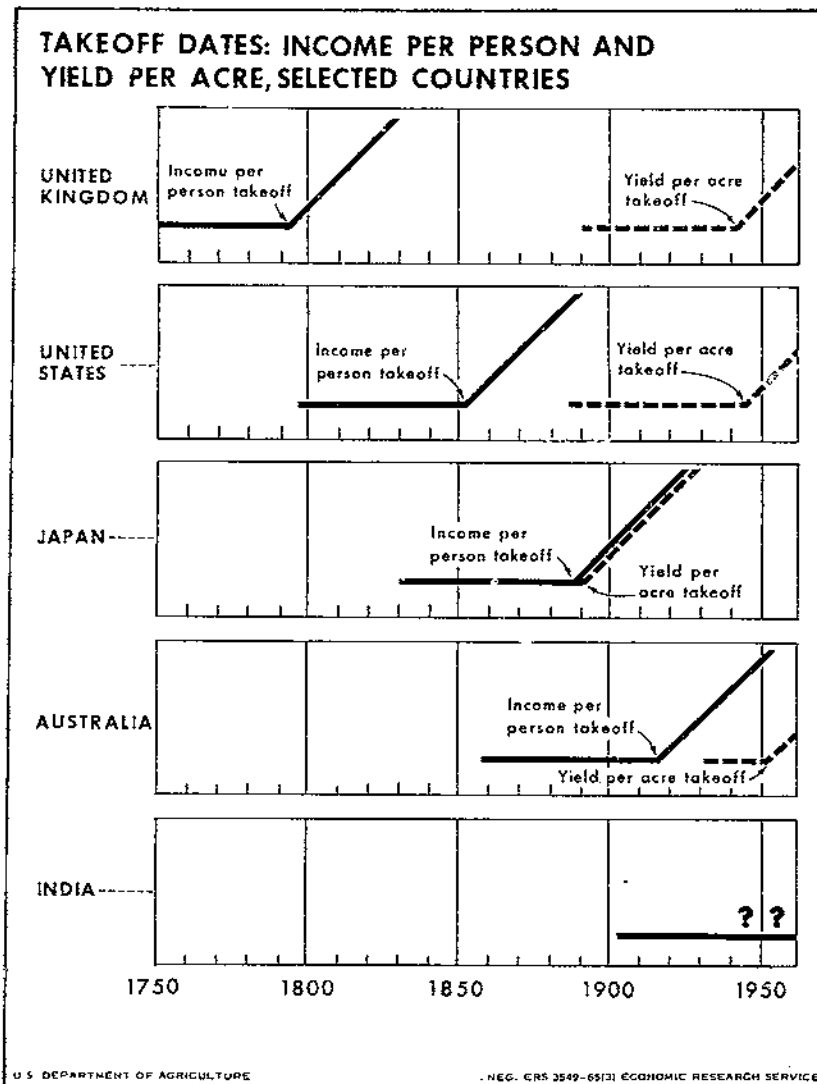 TAKEOFF DATES: INCOME PER PERSON AND
YIELD PER ACRE, SELECTED COUNTRIES
UNITED
KINGDOM
Income per
person takeoff
Yield per acre
takeoff
UNITED
STATES
Income per
person takeoff
Yield per acre
takeoff
JAPAN
Income per
person takeoff
Yield per
acre takeoff
AUSTRALIA
Income per
person takeoff
Yield per acre takeoff
INDIA
? ?
1750 1800 1850 1900 1950
U.S. DEPARTMENT OF AGRICULTURE
NEG. ERS 3549-65(3) ECONOMIC RESEARCH SERVICE